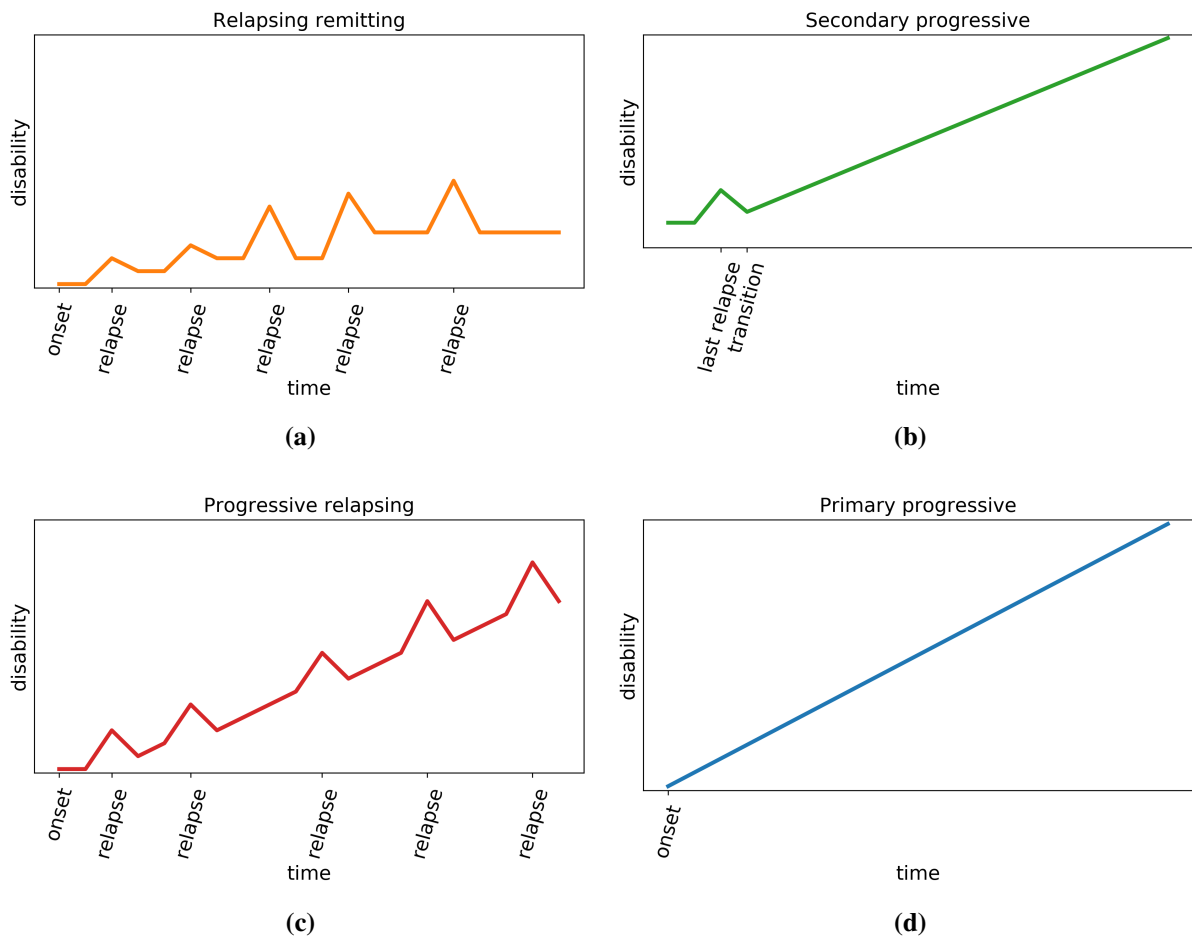 Relapsing remitting
disability
onset
relapse
relapse
relapse
relapse
relapse
time
(a)
Secondary progressive
disability
last relapse
transition
time
(b)
Progressive relapsing
disability
onset
relapse
relapse
relapse
relapse
relapse
time
(c)
Primary progressive
disability
onset
time
(d)